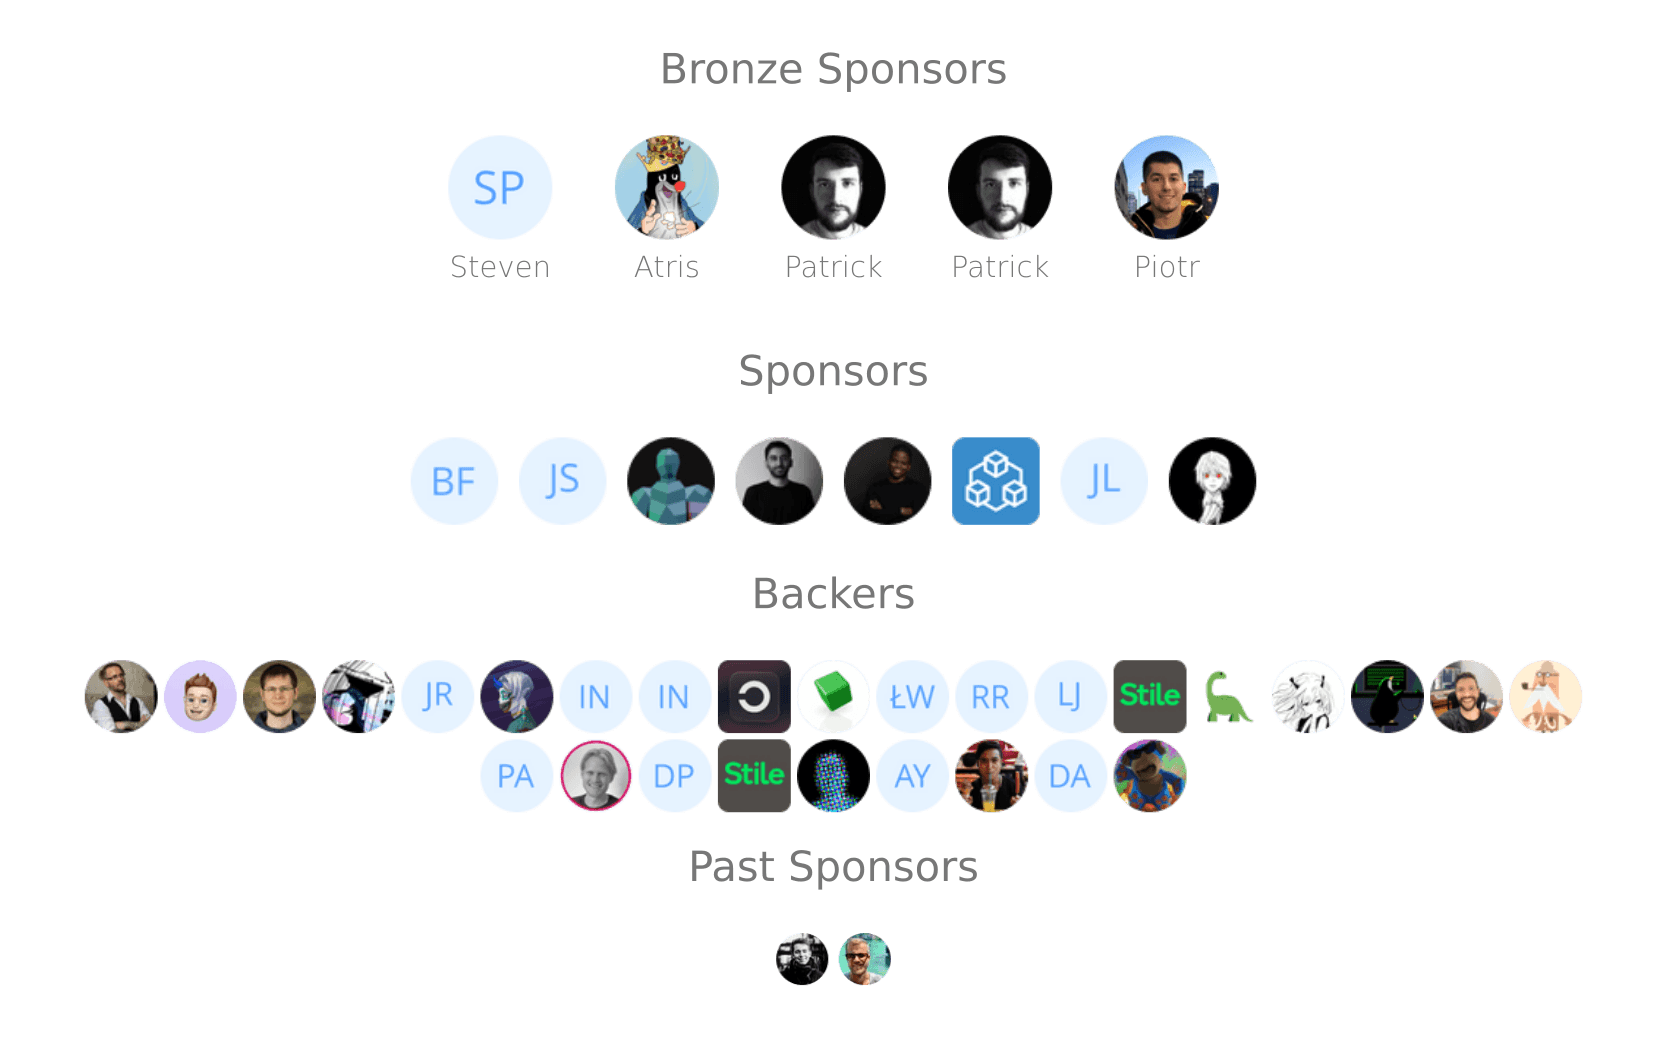 Bronze Sponsors
SP
Steven Atris Patrick Patrick Piotr
Sponsors
BF JS JL
Backers
JR IN IN ŁW RR LJ Stile
PA DP Stile AY DA
Past Sponsors